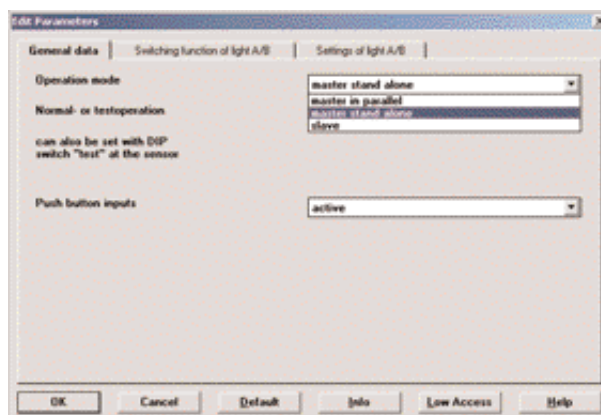 Edit Parameters
General data
Switching function of light A/B
Settings of light A/B
Operation mode
master stand alone
master in parallel
master stand alone
slave
Normal- or testoperation
can also be set with DIP
switch "test" at the sensor
Push button inputs
active
OK
Cancel
Default
Info
Low Access
Help